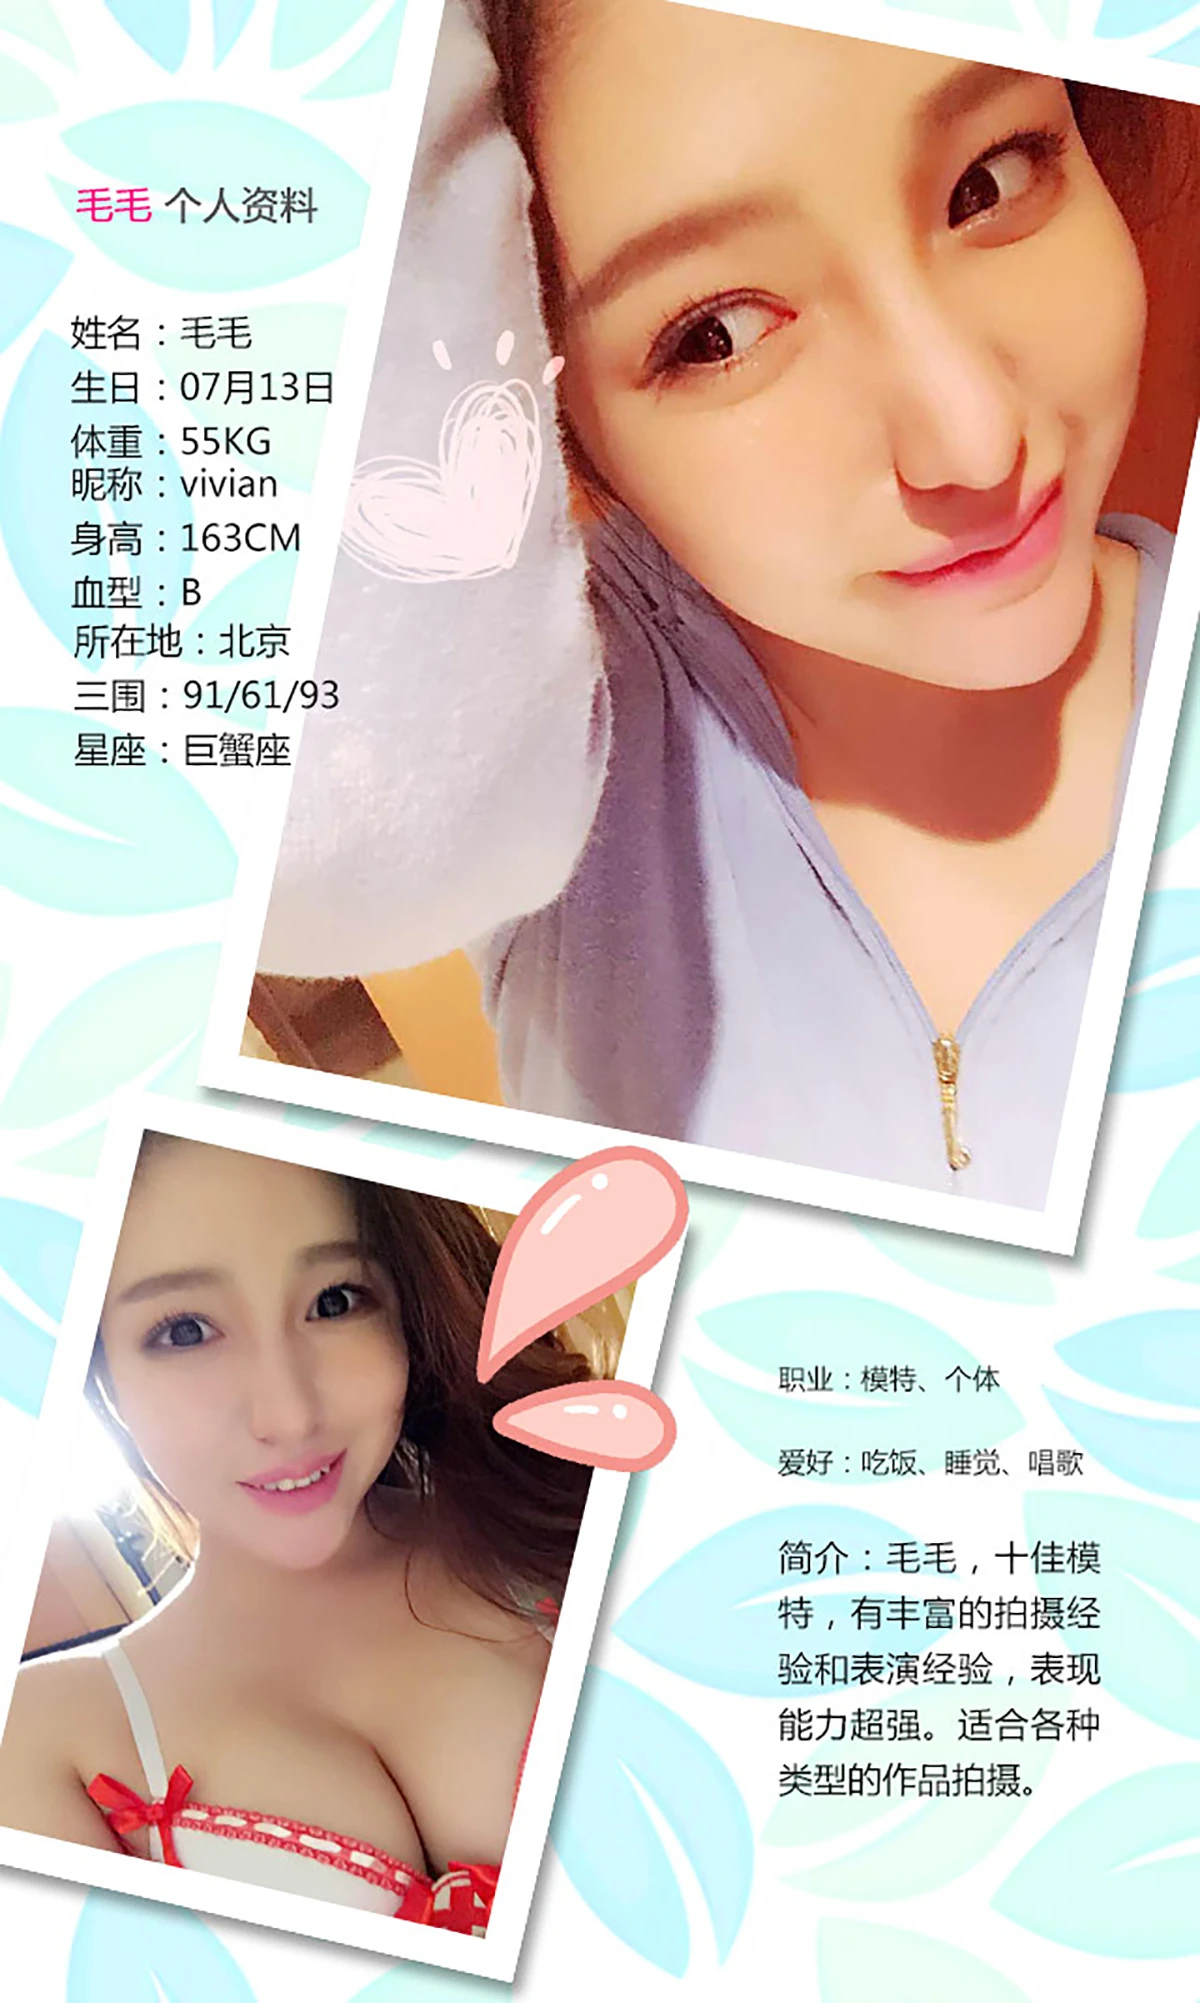 毛毛 个人资料
姓名：毛毛
生日：07月13日
体重：55KG
昵称：vivian
身高：163CM
血型：B
所在地：北京
三围：91/61/93
星座：巨蟹座
职业：模特、个体
爱好：吃饭、睡觉、唱歌
简介：毛毛，十佳模
特，有丰富的拍摄经
验和表演经验，表现
能力超强。适合各种
类型的作品拍摄。